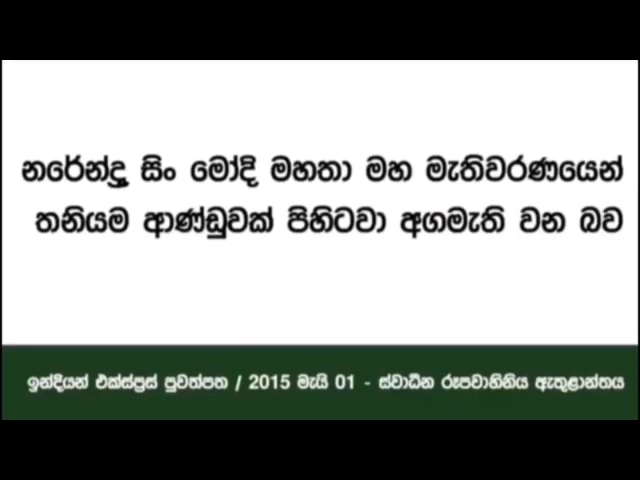 නරේන්ද්‍ර සිං මෝදි මහතා මහ මැතිවරණයෙන්
තනියම ආණ්ඩුවක් පිහිටවා අගමැති වන බව
ඉන්දියන් එක්ස්ප්‍රස් පුවත්පත / 2015 මැයි 01 - ස්වාධීන රූපවාහිනිය ඇතුළාන්තය